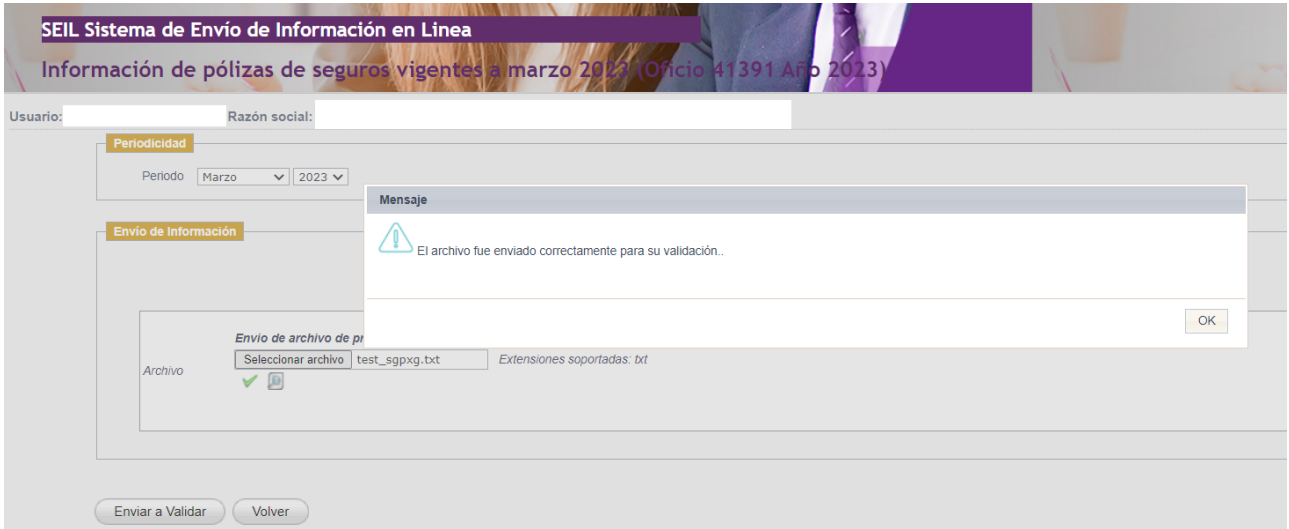 SEIL Sistema de Envío de Información en Linea
Información de pólizas de seguros vigentes a marzo 2023 (Oficio 41391 Año 2023)
Usuario: Razón social:
Periodicidad
Periodo Marzo 2023
Mensaje
El archivo fue enviado correctamente para su validación..
OK
Envío de Información
Envio de archivo de pr
Archivo Seleccionar archivo test_sgpxg.txt Extensiones soportadas: txt
Enviar a Validar Volver